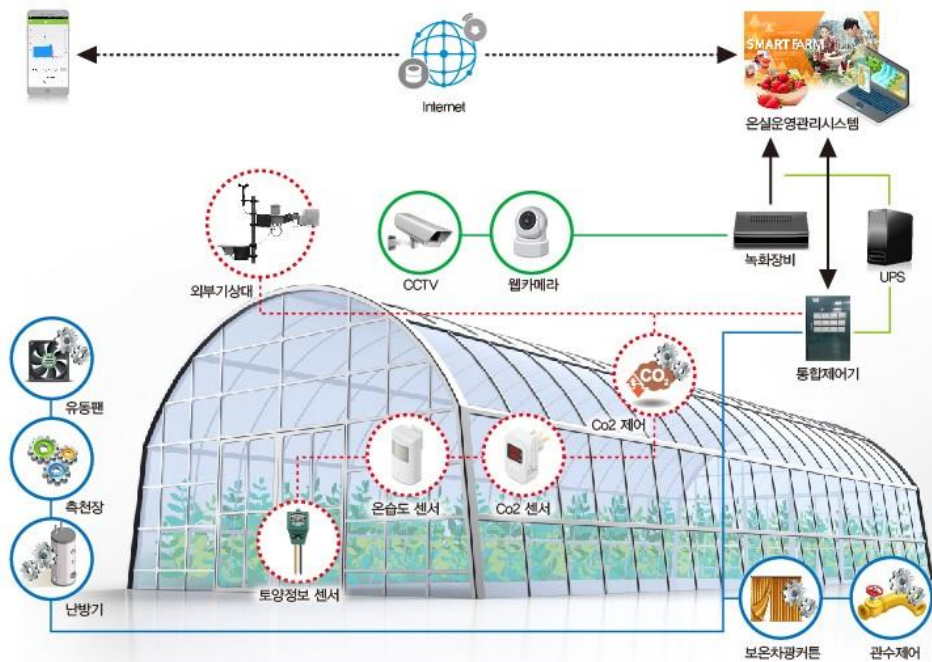 Internet
SMART FARM
온실운영관리시스템
외부기상대
CCTV
웹카메라
녹화장비
UPS
통합제어기
유동팬
CO2
Co2 제어
측천장
온습도 센서
Co2 센서
난방기
토양정보 센서
보온차광커튼
관수제어